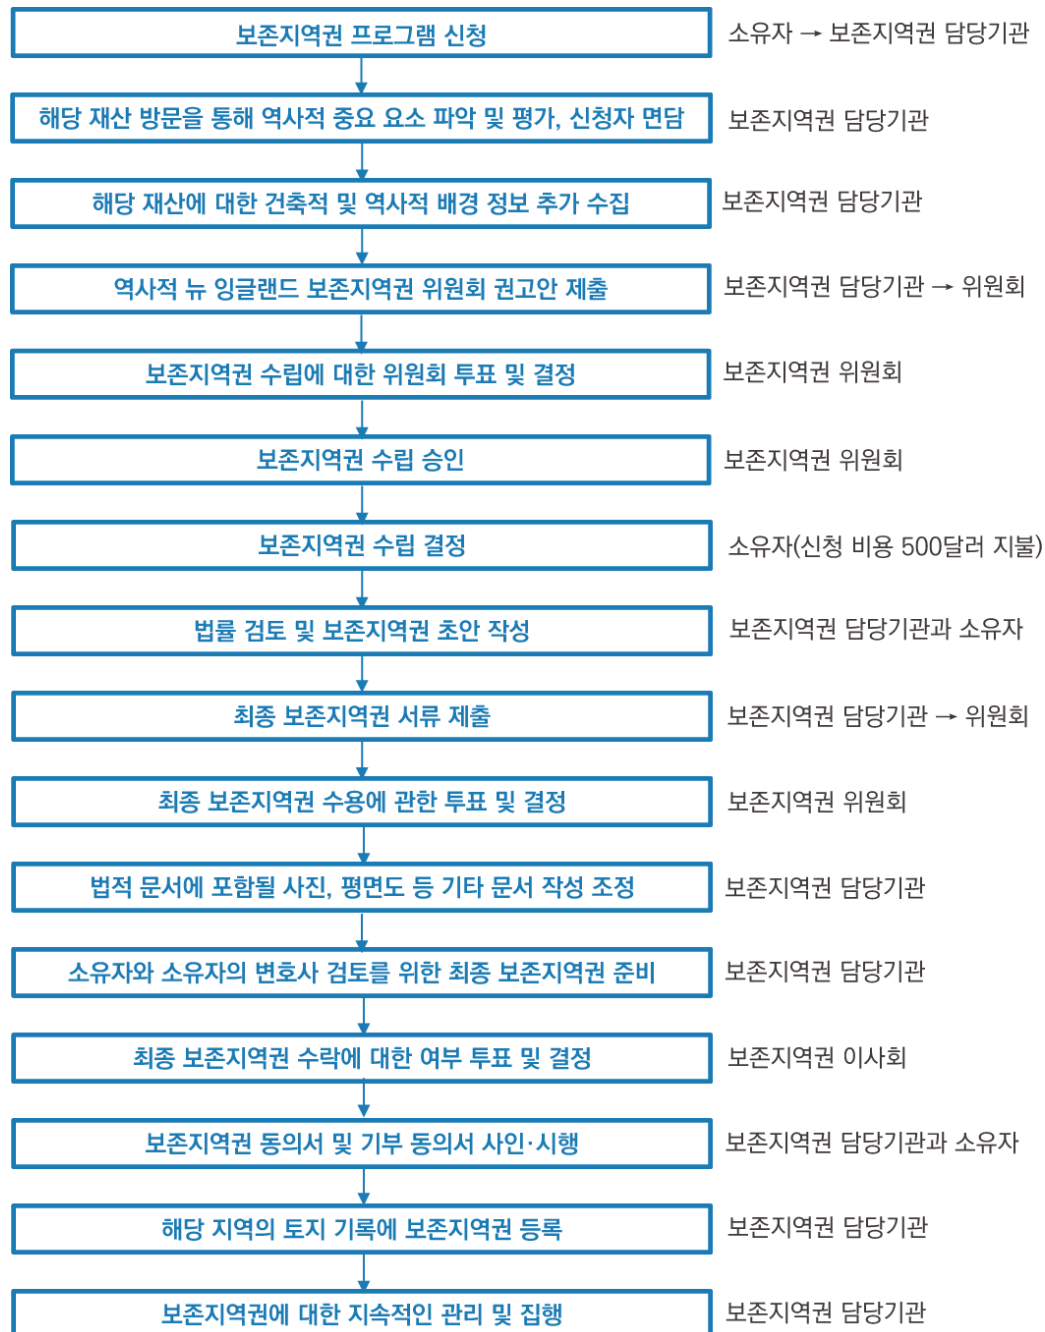 보존지역권 프로그램 신청 소유자 → 보존지역권 담당기관
해당 재산 방문을 통해 역사적 중요 요소 파악 및 평가, 신청자 면담 보존지역권 담당기관
해당 재산에 대한 건축적 및 역사적 배경 정보 추가 수집 보존지역권 담당기관
역사적 뉴 잉글랜드 보존지역권 위원회 권고안 제출 보존지역권 담당기관 → 위원회
보존지역권 수립에 대한 위원회 투표 및 결정 보존지역권 위원회
보존지역권 수립 승인 보존지역권 위원회
보존지역권 수립 결정 소유자(신청 비용 500달러 지불)
법률 검토 및 보존지역권 초안 작성 보존지역권 담당기관과 소유자
최종 보존지역권 서류 제출 보존지역권 담당기관 → 위원회
최종 보존지역권 수용에 관한 투표 및 결정 보존지역권 위원회
법적 문서에 포함될 사진, 평면도 등 기타 문서 작성 조정 보존지역권 담당기관
소유자와 소유자의 변호사 검토를 위한 최종 보존지역권 준비 보존지역권 담당기관
최종 보존지역권 수락에 대한 여부 투표 및 결정 보존지역권 이사회
보존지역권 동의서 및 기부 동의서 사인·시행 보존지역권 담당기관과 소유자
해당 지역의 토지 기록에 보존지역권 등록 보존지역권 담당기관
보존지역권에 대한 지속적인 관리 및 집행 보존지역권 담당기관